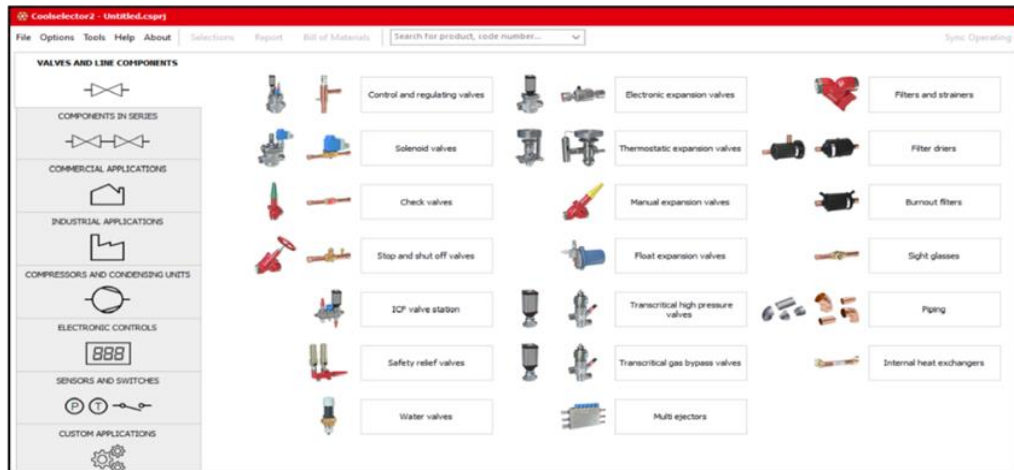 Coolselector2 - Untitled.csprj
File Options Tools Help About Selections Report Bill of Materials Search for product, code number... Sync Operating
VALVES AND LINE COMPONENTS
COMPONENTS IN SERIES
COMMERCIAL APPLICATIONS
INDUSTRIAL APPLICATIONS
COMPRESSORS AND CONDENSING UNITS
ELECTRONIC CONTROLS
888
SENSORS AND SWITCHES
P T
CUSTOM APPLICATIONS
Control and regulating valves
Solenoid valves
Check valves
Stop and shut off valves
ICF valve station
Safety relief valves
Water valves
Electronic expansion valves
Thermostatic expansion valves
Manual expansion valves
Float expansion valves
Transcritical high pressure
valves
Transcritical gas bypass valves
Multi ejectors
Filters and strainers
Filter driers
Burnout filters
Sight glasses
Piping
Internal heat exchangers